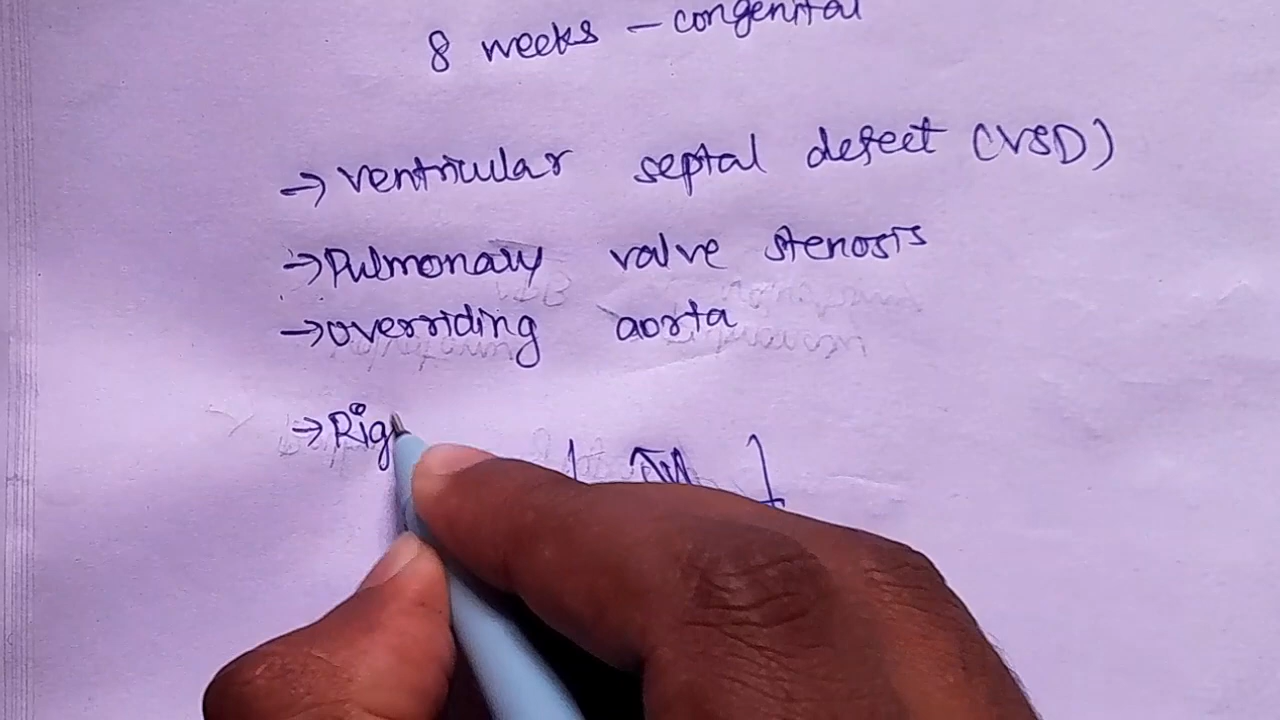 8 weeks – congenital
→ ventricular septal defect (VSD)
→ Pulmonary valve stenosis
→ overriding aorta
→ Rig